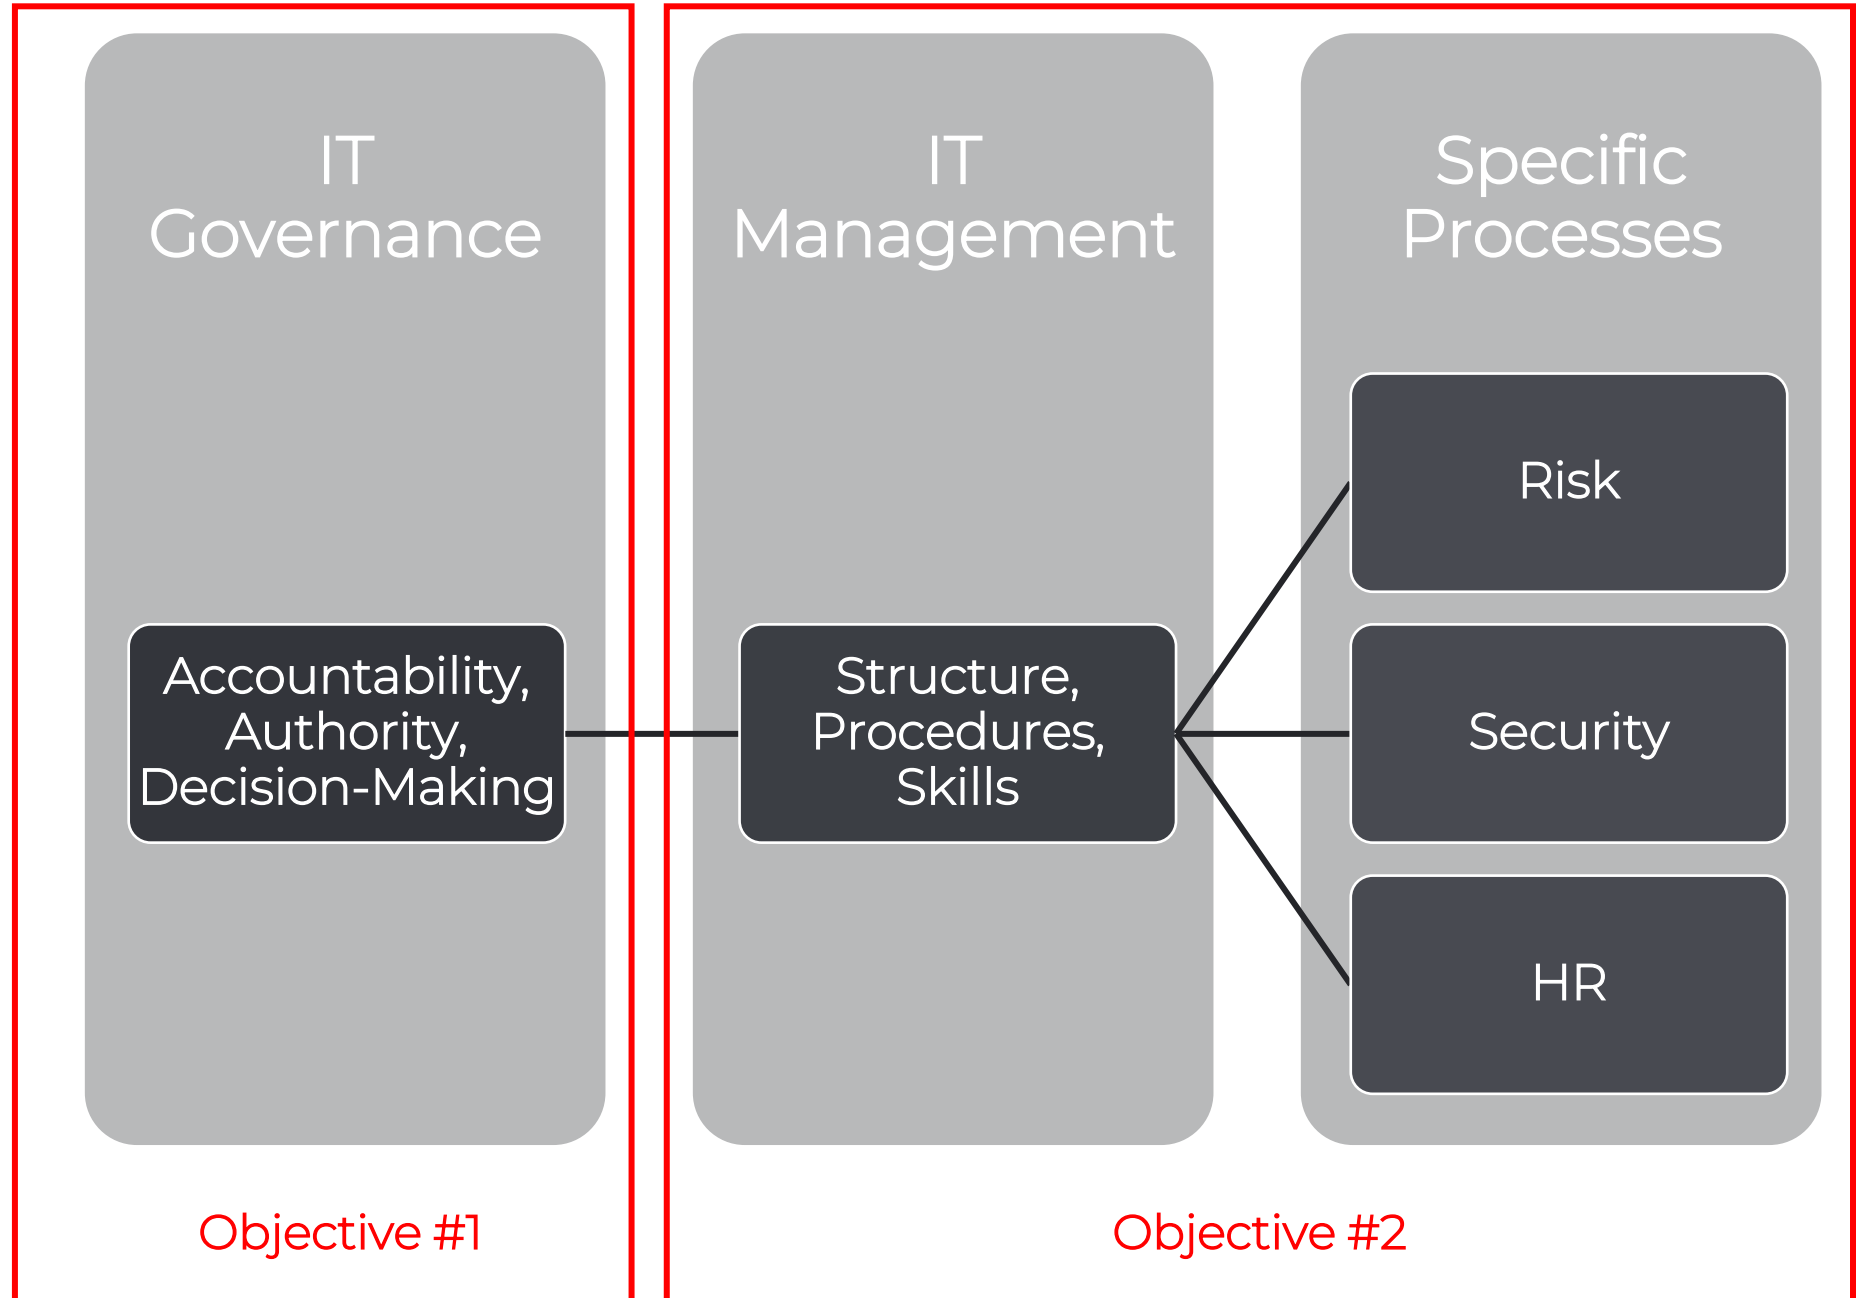 IT
Governance
IT
Management
Specific
Processes
Accountability,
Authority,
Decision-Making
Structure,
Procedures,
Skills
Risk
Security
HR
Objective #1
Objective #2